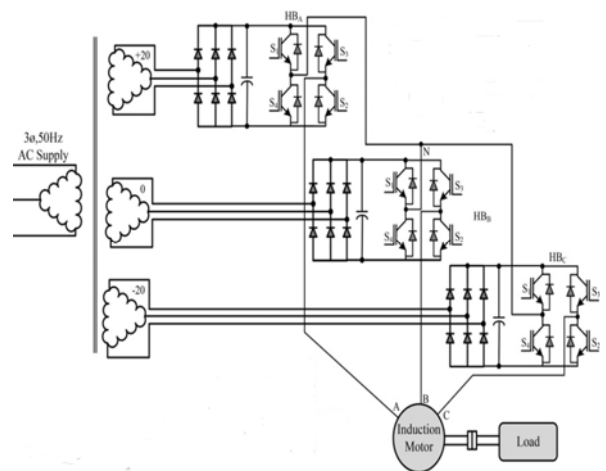 HBA
+20
S1
S3
S4
S2
3ø,50Hz
AC Supply
N
0
S1
S3
S4
S2
HBB
-20
HBC
S1
S3
S4
S2
A
B
C
Induction
Motor
Load